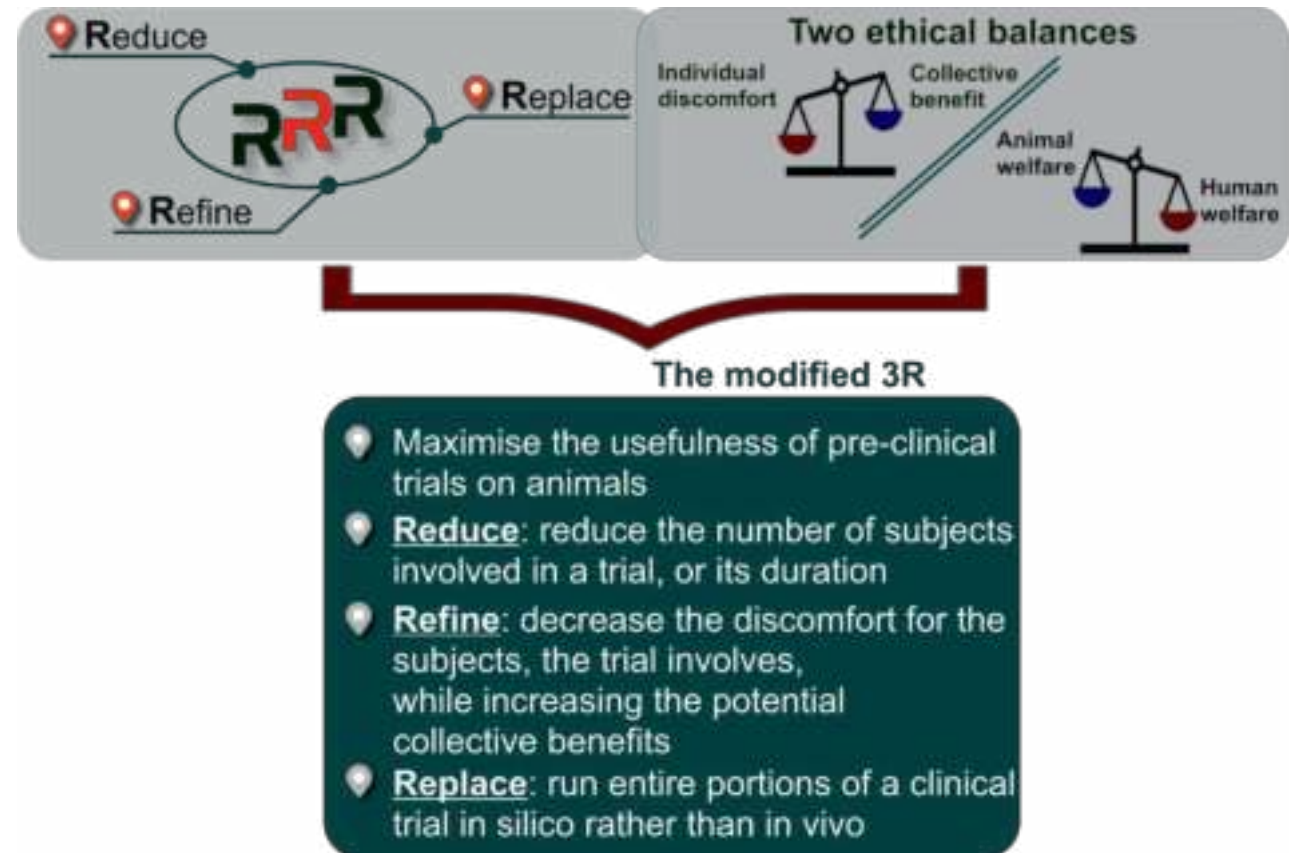 Reduce
RRR
Replace
Refine
Two ethical balances
Individual
discomfort
Collective
benefit
Animal
welfare
Human
welfare
The modified 3R
Maximise the usefulness of pre-clinical
trials on animals
Reduce: reduce the number of subjects
involved in a trial, or its duration
Refine: decrease the discomfort for the
subjects, the trial involves,
while increasing the potential
collective benefits
Replace: run entire portions of a clinical
trial in silico rather than in vivo